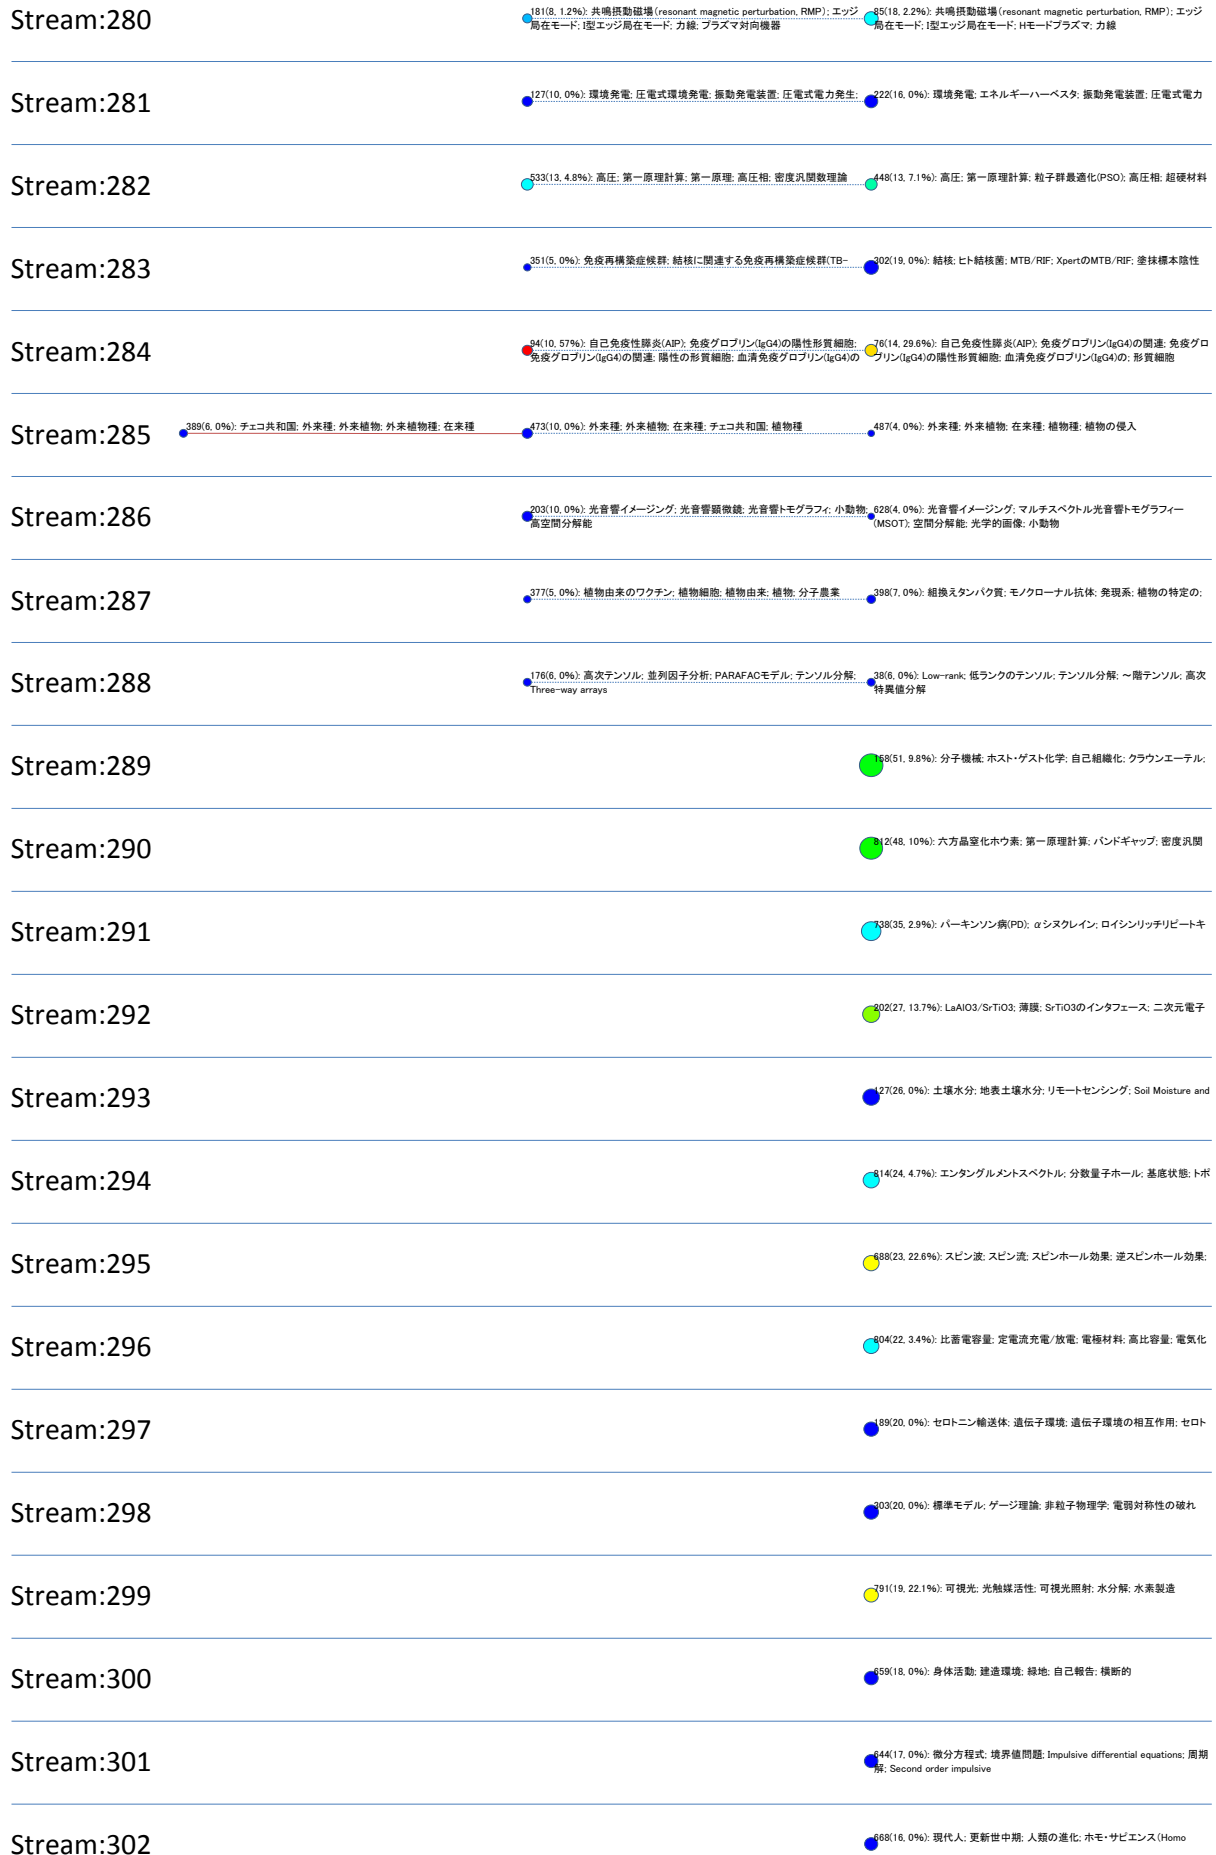 Stream:280
181(8, 1.2%): 共鳴摂動磁場（resonant magnetic perturbation, RMP）; エッジ
局在モード; I型エッジ局在モード; 力線; プラズマ対向機器
85(18, 2.2%): 共鳴摂動磁場（resonant magnetic perturbation, RMP）; エッジ
局在モード; I型エッジ局在モード; Hモードプラズマ; 力線
Stream:281
127(10, 0%): 環境発電; 圧電式環境発電; 振動発電装置; 圧電式電力発生;
222(16, 0%): 環境発電; エネルギーハーベスタ; 振動発電装置; 圧電式電力
Stream:282
533(13, 4.8%): 高圧; 第一原理計算; 第一原理; 高圧相; 密度汎関数理論
448(13, 7.1%): 高圧; 第一原理計算; 粒子群最適化(PSO); 高圧相; 超硬材料
Stream:283
351(5, 0%): 免疫再構築症候群; 結核に関連する免疫再構築症候群(TB-
302(19, 0%): 結核; ヒト結核菌; MTB/RIF; XpertのMTB/RIF; 塗抹標本陰性
Stream:284
94(10, 57%): 自己免疫性膵炎(AIP); 免疫グロブリン(IgG4)の陽性形質細胞;
免疫グロブリン(IgG4)の関連; 陽性の形質細胞; 血清免疫グロブリン(IgG4)の
76(14, 29.6%): 自己免疫性膵炎(AIP); 免疫グロブリン(IgG4)の関連; 免疫グロ
ブリン(IgG4)の陽性形質細胞; 血清免疫グロブリン(IgG4)の; 形質細胞
Stream:285
389(6, 0%): チェコ共和国; 外来種; 外来植物; 外来植物種; 在来種
473(10, 0%): 外来種; 外来植物; 在来種; チェコ共和国; 植物種
487(4, 0%): 外来種; 外来植物; 在来種; 植物種; 植物の侵入
Stream:286
203(10, 0%): 光音響イメージング; 光音響顕微鏡; 光音響トモグラフィ; 小動物;
高空間分解能
628(4, 0%): 光音響イメージング; マルチスペクトル光音響トモグラフィー
(MSOT); 空間分解能; 光学的画像; 小動物
Stream:287
377(5, 0%): 植物由来のワクチン; 植物細胞; 植物由来; 植物; 分子農業
398(7, 0%): 組換えタンパク質; モノクローナル抗体; 発現系; 植物の特定の;
Stream:288
176(6, 0%): 高次テンソル; 並列因子分析; PARAFACモデル; テンソル分解;
Three-way arrays
38(6, 0%): Low-rank; 低ランクのテンソル; テンソル分解; ～階テンソル; 高次
特異値分解
Stream:289
158(51, 9.8%): 分子機械; ホスト・ゲスト化学; 自己組織化; クラウンエーテル;
Stream:290
812(48, 10%): 六方晶窒化ホウ素; 第一原理計算; バンドギャップ; 密度汎関
Stream:291
738(35, 2.9%): パーキンソン病(PD); αシヌクレイン; ロイシンリッチリピートキ
Stream:292
202(27, 13.7%): LaAlO3/SrTiO3; 薄膜; SrTiO3のインタフェース; 二次元電子
Stream:293
127(26, 0%): 土壌水分; 地表土壌水分; リモートセンシング; Soil Moisture and
Stream:294
814(24, 4.7%): エンタングルメントスペクトル; 分数量子ホール; 基底状態; トポ
Stream:295
688(23, 22.6%): スピン波; スピン流; スピンホール効果; 逆スピンホール効果;
Stream:296
804(22, 3.4%): 比蓄電容量; 定電流充電/放電; 電極材料; 高比容量; 電気化
Stream:297
189(20, 0%): セロトニン輸送体; 遺伝子環境; 遺伝子環境の相互作用; セロト
Stream:298
303(20, 0%): 標準モデル; ゲージ理論; 非粒子物理学; 電弱対称性の破れ
Stream:299
791(19, 22.1%): 可視光; 光触媒活性; 可視光照射; 水分解; 水素製造
Stream:300
659(18, 0%): 身体活動; 建造環境; 緑地; 自己報告; 横断的
Stream:301
644(17, 0%): 微分方程式; 境界値問題; Impulsive differential equations; 周期
解; Second order impulsive
Stream:302
668(16, 0%): 現代人; 更新世中期; 人類の進化; ホモ・サピエンス（Homo